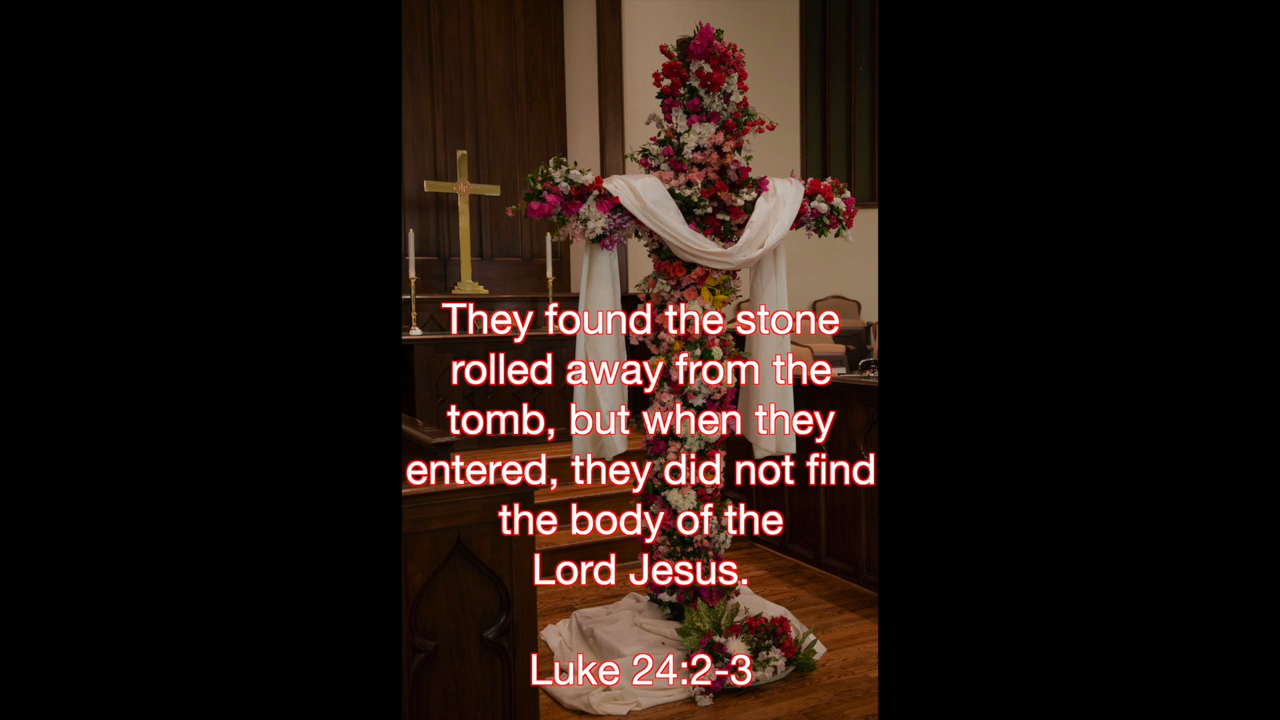 They found the stone
rolled away from the
tomb, but when they
entered, they did not find
the body of the
Lord Jesus.
Luke 24:2-3